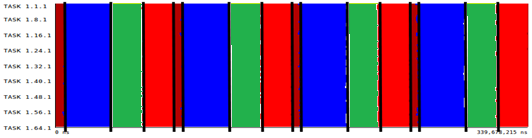 TASK 1.1.1
TASK 1.8.1
TASK 1.16.1
TASK 1.24.1
TASK 1.32.1
TASK 1.40.1
TASK 1.48.1
TASK 1.56.1
TASK 1.64.1
0 ns
339,678,215 ns